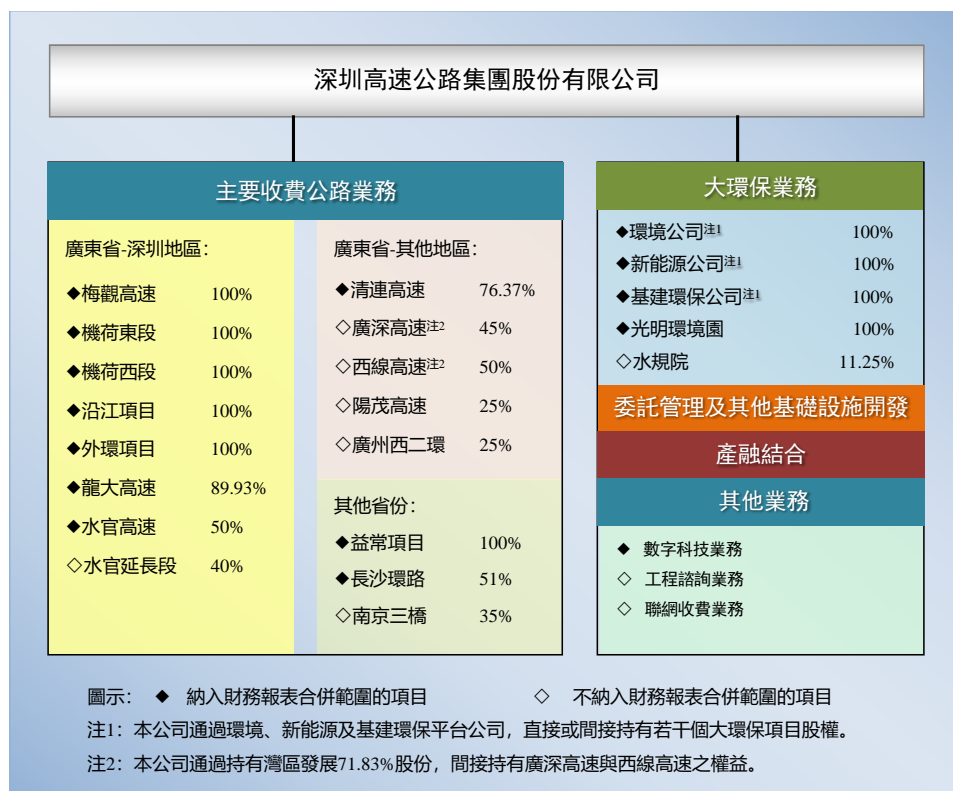 深圳高速公路集團股份有限公司
主要收費公路業務
廣東省-深圳地區：
◆梅觀高速 100%
◆機荷東段 100%
◆機荷西段 100%
◆沿江項目 100%
◆外環項目 100%
◆龍大高速 89.93%
◆水官高速 50%
◇水官延長段 40%
廣東省-其他地區：
◆清連高速 76.37%
◇廣深高速注2 45%
◇西線高速注2 50%
◇陽茂高速 25%
◇廣州西二環 25%
其他省份：
◆益常項目 100%
◆長沙環路 51%
◇南京三橋 35%
大環保業務
◆環境公司注1 100%
◆新能源公司注1 100%
◆基建環保公司注1 100%
◆光明環境園 100%
◇水規院 11.25%
委託管理及其他基礎設施開發
產融結合
其他業務
◆ 數字科技業務
◇ 工程諮詢業務
◇ 聯網收費業務
圖示： ◆ 納入財務報表合併範圍的項目 ◇ 不納入財務報表合併範圍的項目
注1：本公司通過環境、新能源及基建環保平台公司，直接或間接持有若干個大環保項目股權。
注2：本公司通過持有灣區發展71.83%股份，間接持有廣深高速與西線高速之權益。